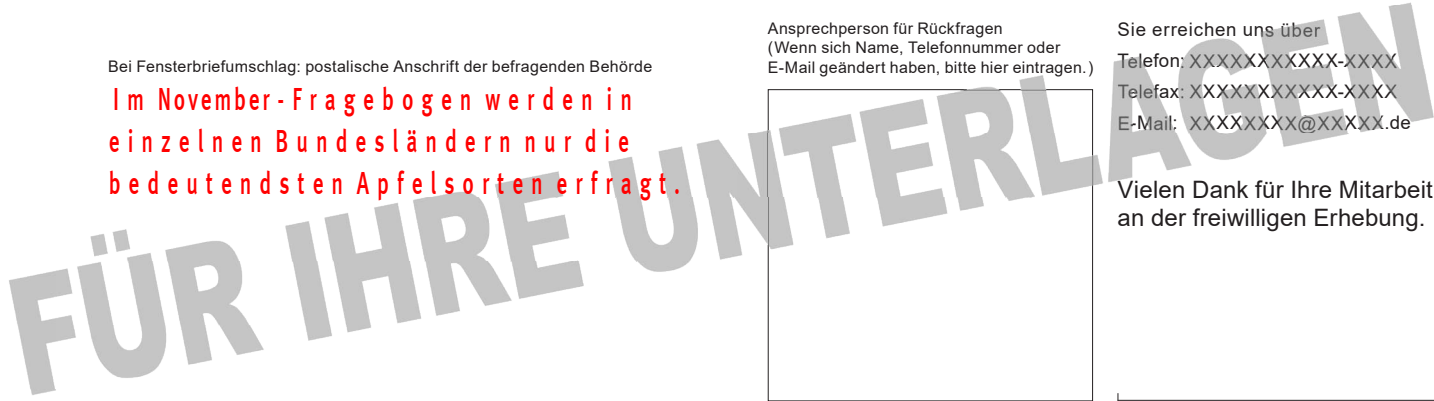 Bei Fensterbriefumschlag: postalische Anschrift der befragenden Behörde
Im November-Fragebogen werden in
einzelnen Bundesländern nur die
bedeutendsten Apfelsorten erfragt.
Ansprechperson für Rückfragen
(Wenn sich Name, Telefonnummer oder
E-Mail geändert haben, bitte hier eintragen.)
Sie erreichen uns über
Telefon: XXXXXXXXXXX-XXXX
Telefax: XXXXXXXXXXX-XXXX
E-Mail: XXXXXXXX@XXXXX.de
Vielen Dank für Ihre Mitarbeit
an der freiwilligen Erhebung.
FÜR IHRE UNTERLAGEN